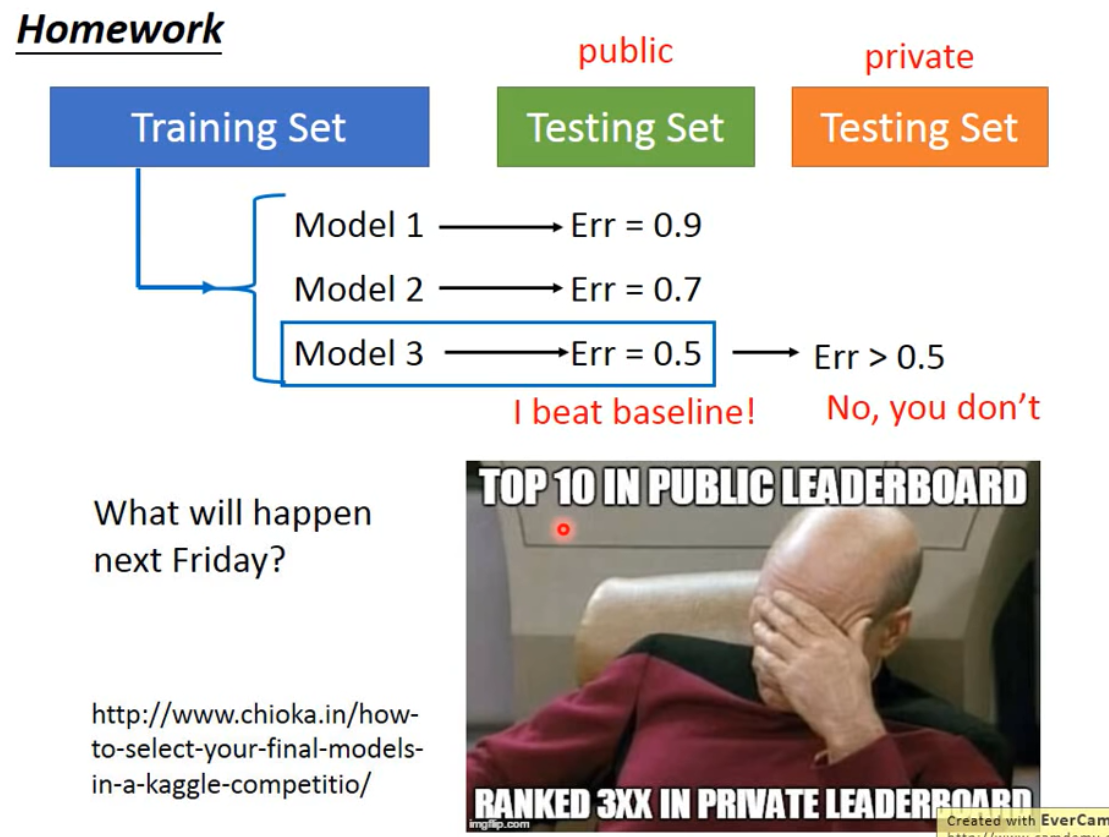 Homework
public
private
Training Set
Testing Set
Testing Set
Model 1
Err = 0.9
Model 2
Err = 0.7
Model 3
Err = 0.5
Err > 0.5
I beat baseline!
No, you don't
What will happen
next Friday?
TOP 10 IN PUBLIC LEADERBOARD
http://www.chioka.in/how-
to-select-your-final-models-
in-a-kaggle-competitio/
RANKED 3XX IN PRIVATE LEADERBOARD
imgflip.com
Created with EverCam